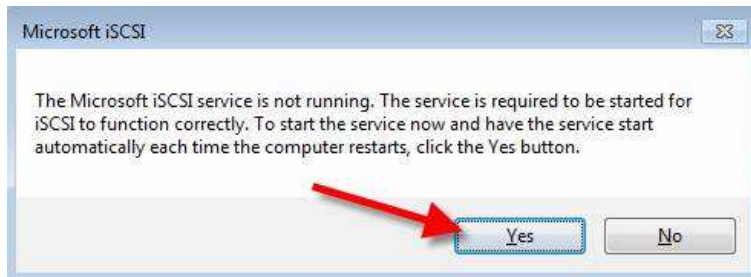 Microsoft iSCSI
The Microsoft iSCSI service is not running. The service is required to be started for
iSCSI to function correctly. To start the service now and have the service start
automatically each time the computer restarts, click the Yes button.
Yes No